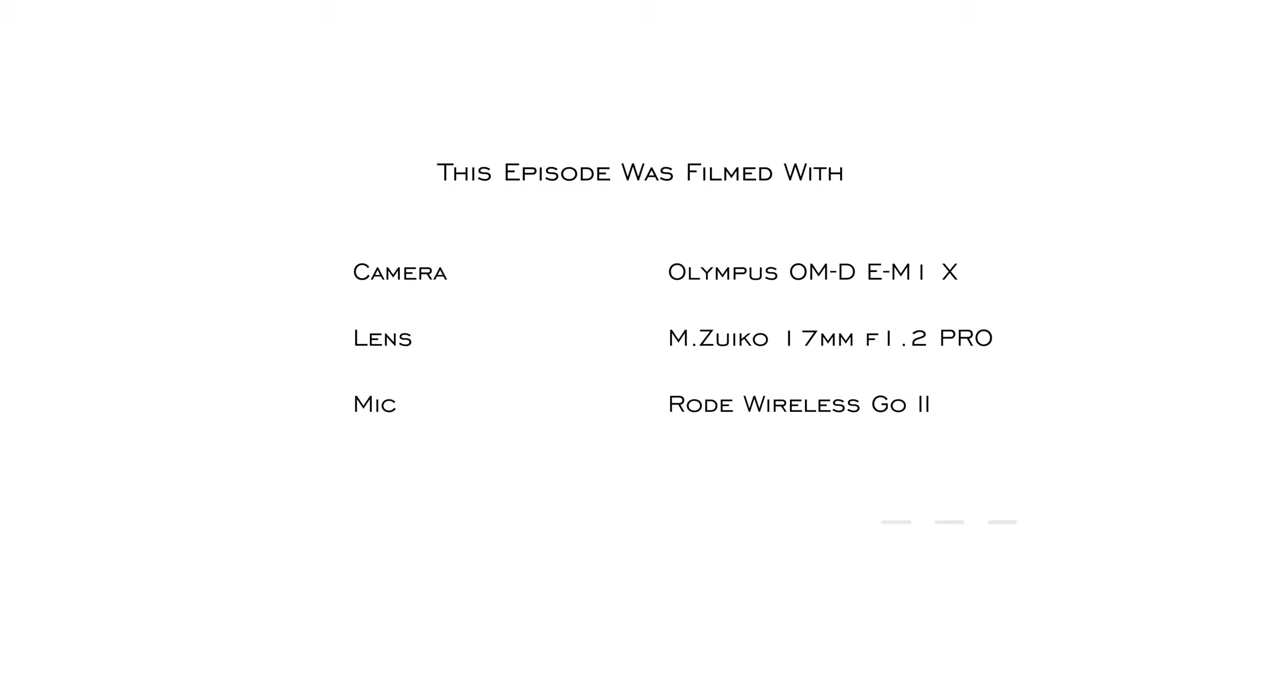 This Episode Was Filmed With
Camera Olympus OM-D E-M1 X
Lens M.Zuiko 17mm f1.2 PRO
Mic Rode Wireless Go II